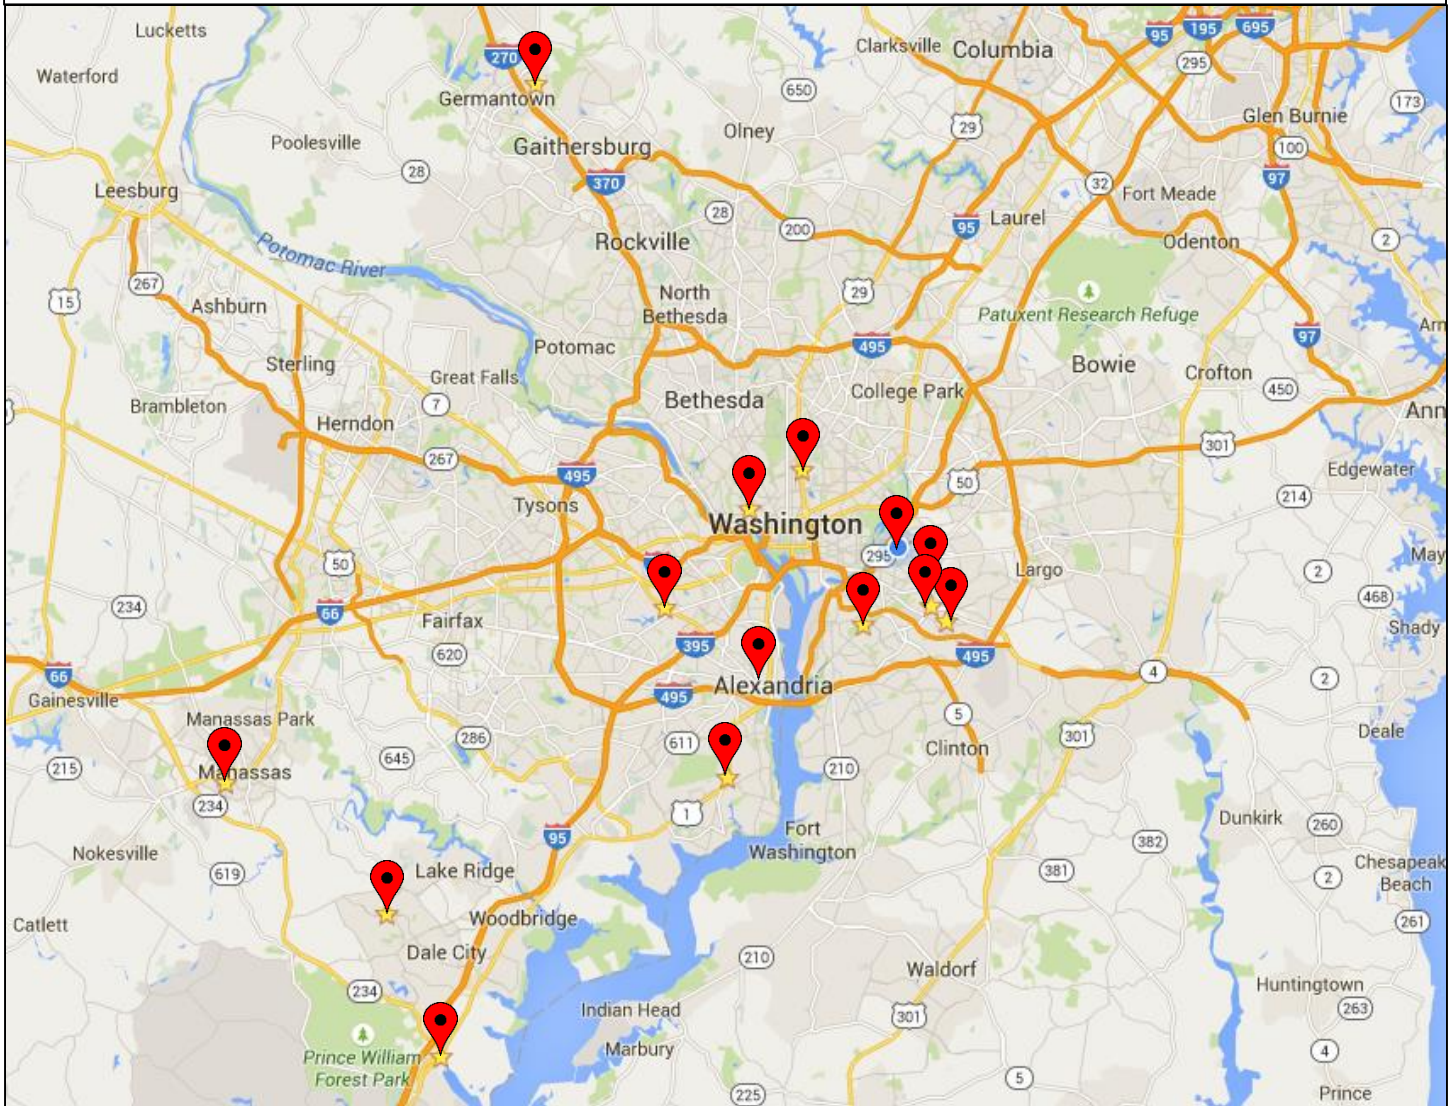 Lucketts
Clarksville
Columbia
95
195
695
270
295
Waterford
Germantown
650
173
Glen Burnie
29
Olney
Poolesville
Gaithersburg
100
28
370
97
32
Leesburg
Fort Meade
28
95
Laurel
200
Rockville
Odenton
2
Potomac River
267
15
Ashburn
North
Bethesda
29
Patuxent Research Refuge
97
Potomac
495
Sterling
Great Falls
Bowie
Crofton
Brambleton
7
Bethesda
College Park
450
Herndon
301
267
495
Edgewater
50
214
Tysons
Washington
295
50
Largo
2
234
66
468
Fairfax
Shady
620
395
495
66
4
2
Gainesville
495
Alexandria
Manassas Park
5
301
Deale
286
611
Clinton
645
215
Manassas
210
234
1
95
Fort
Washington
Dunkirk
260
382
Nokesville
619
Lake Ridge
381
2
Chesapeak
Beach
Catlett
Woodbridge
261
Dale City
210
Waldorf
234
Huntingtown
Indian Head
301
263
Prince William
Forest Park
Marbury
4
5
225
Prince